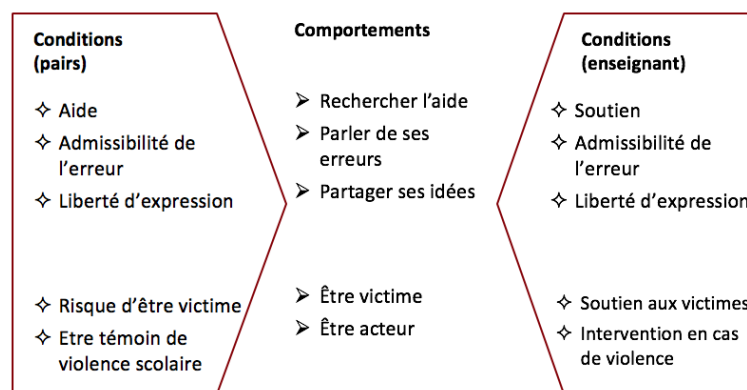 Conditions
(pairs)
✧ Aide
✧ Admissibilité de
l'erreur
✧ Liberté d'expression
✧ Risque d'être victime
✧ Etre témoin de
violence scolaire
Comportements
➢ Rechercher l'aide
➢ Parler de ses
erreurs
➢ Partager ses idées
➢ Être victime
➢ Être acteur
Conditions
(enseignant)
✧ Soutien
✧ Admissibilité de
l'erreur
✧ Liberté d'expression
✧ Soutien aux victimes
✧ Intervention en cas
de violence